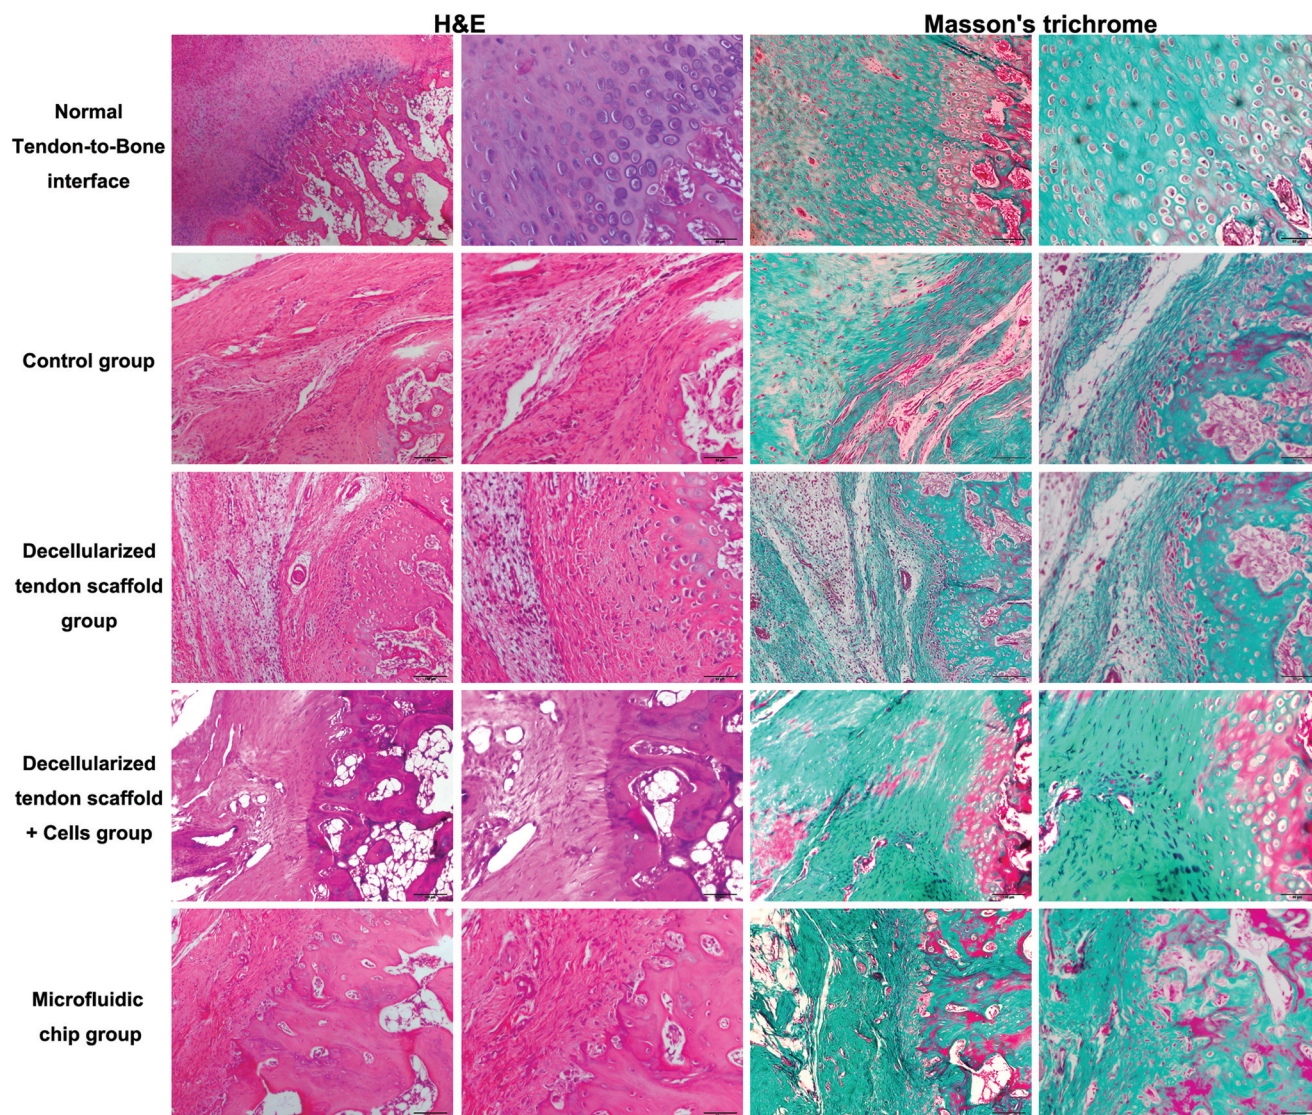 H&E
Masson's trichrome
Normal
Tendon-to-Bone
interface
Control group
Decellularized
tendon scaffold
group
Decellularized
tendon scaffold
+ Cells group
Microfluidic
chip group